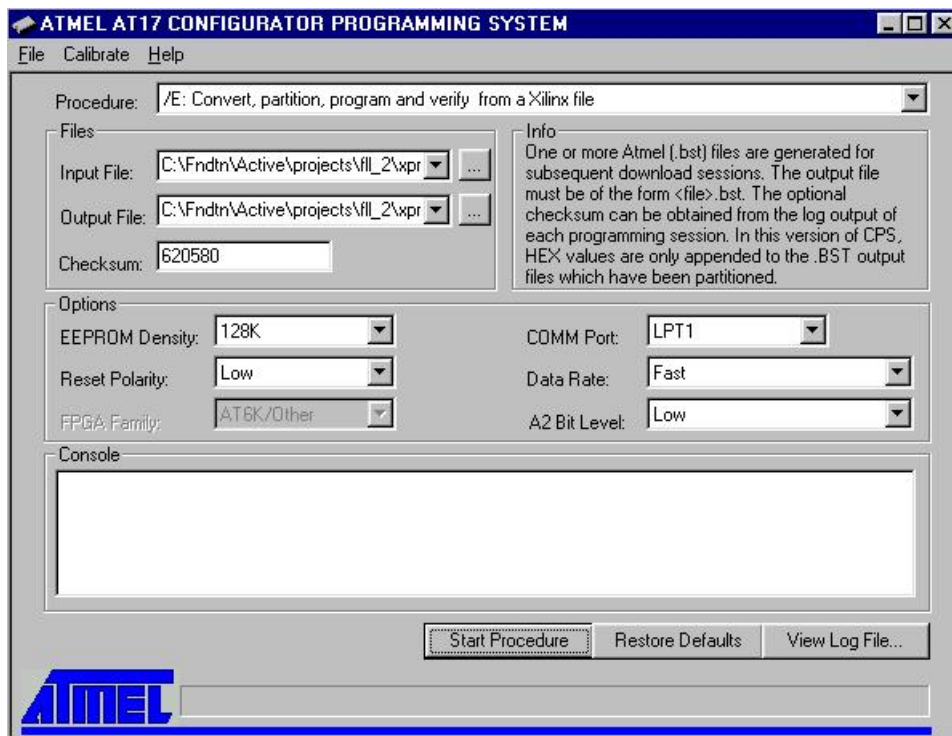 ATMEL AT17 CONFIGURATOR PROGRAMMING SYSTEM
File Calibrate Help
Procedure: /E: Convert, partition, program and verify from a Xilinx file
Files
Input File: C:\Fndtn\Active\projects\fll_2\xpr ...
Output File: C:\Fndtn\Active\projects\fll_2\xpr ...
Checksum: 620580
Info
One or more Atmel (.bst) files are generated for
subsequent download sessions. The output file
must be of the form <file>.bst. The optional
checksum can be obtained from the log output of
each programming session. In this version of CPS,
HEX values are only appended to the .BST output
files which have been partitioned.
Options
EEPROM Density: 128K
COMM Port: LPT1
Reset Polarity: Low
Data Rate: Fast
FPGA Family: AT6K/Other
A2 Bit Level: Low
Console
Start Procedure Restore Defaults View Log File...
ATMEL